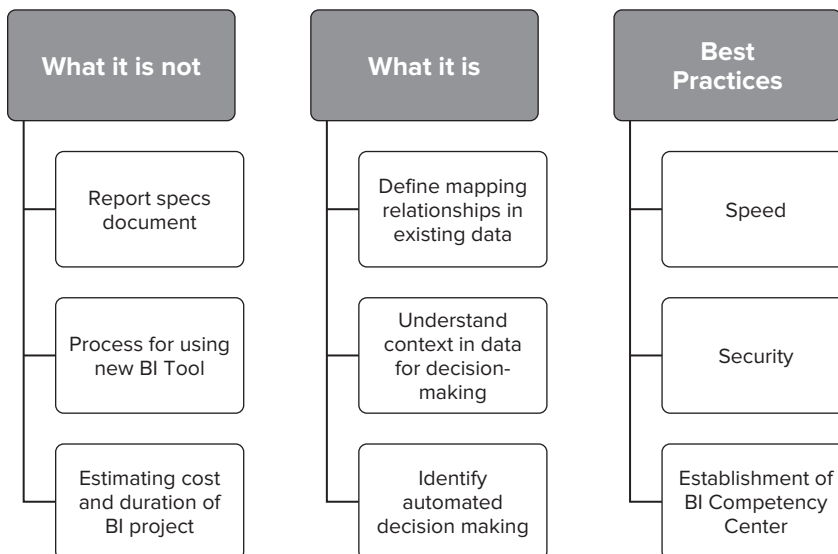 What it is not
Report specs
document
Process for using
new BI Tool
Estimating cost
and duration of
BI project
What it is
Define mapping
relationships in
existing data
Understand
context in data
for decision-
making
Identify
automated
decision making
Best
Practices
Speed
Security
Establishment of
BI Competency
Center